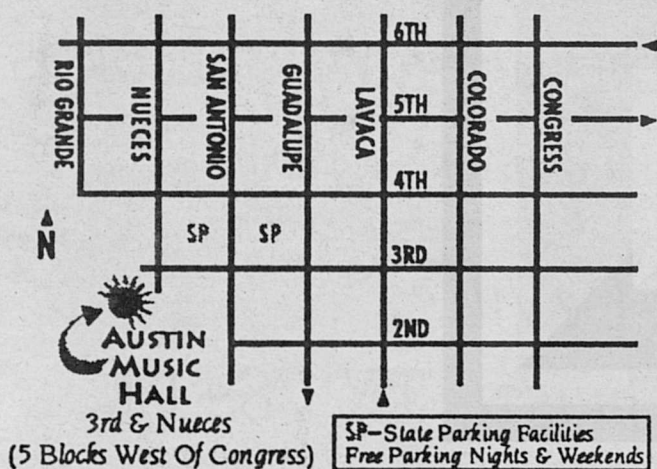 6TH
RIO GRANDE
NUECES
SAN ANTONIO
GUADALUPE
LAVACA
5TH
COLORADO
CONGRESS
4TH
N
SP
SP
3RD
2ND
AUSTIN
MUSIC
HALL
3rd & Nueces
(5 Blocks West Of Congress)
SP-State Parking Facilities
Free Parking Nights & Weekends